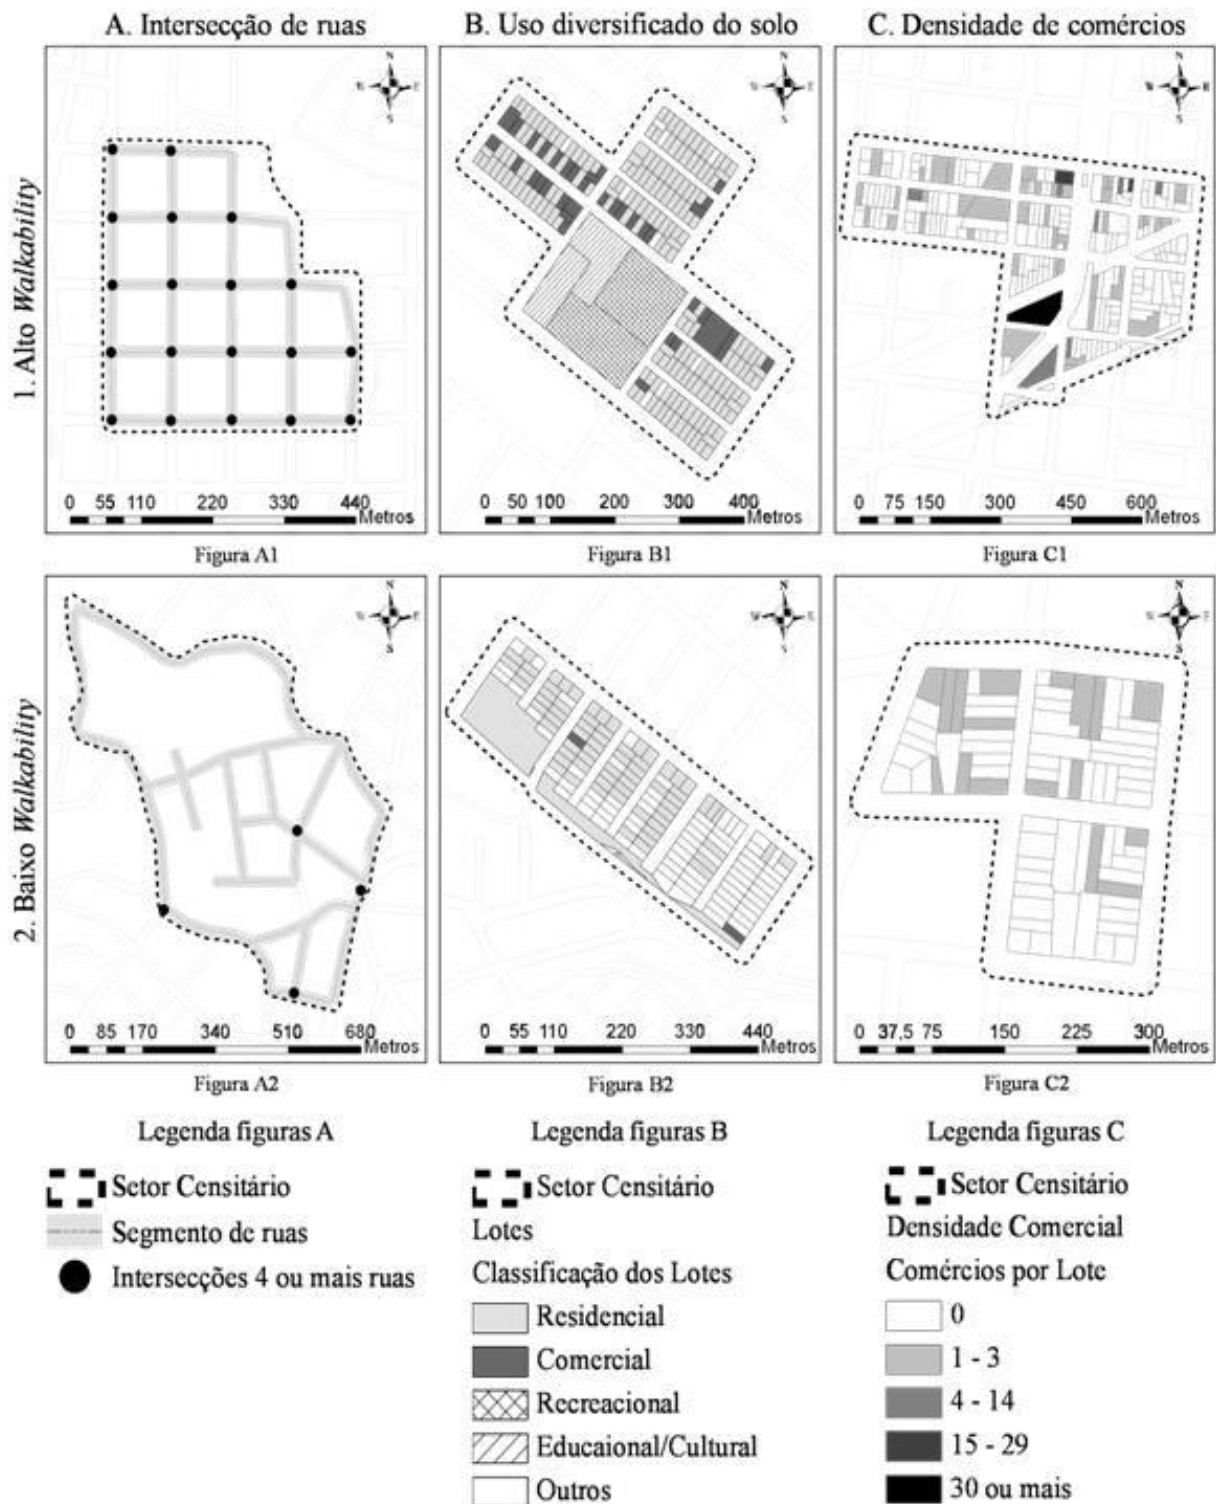 A. Intersecção de ruas
B. Uso diversificado do solo
C. Densidade de comércios
1. Alto Walkability
N
W E
S
0 55 110 220 330 440
Metros
Figura A1
N
W E
S
0 50 100 200 300 400
Metros
Figura B1
N
S
0 75 150 300 450 600
Metros
Figura C1
2. Baixo Walkability
N
W E
S
0 85 170 340 510 680
Metros
Figura A2
N
W E
S
0 55 110 220 330 440
Metros
Figura B2
N
W
S
0 37,5 75 150 225 300
Metros
Figura C2
Legenda figuras A
Setor Censitário
Segmento de ruas
Intersecções 4 ou mais ruas
Legenda figuras B
Setor Censitário
Lotes
Classificação dos Lotes
Residencial
Comercial
Recreacional
Educaional/Cultural
Outros
Legenda figuras C
Setor Censitário
Densidade Comercial
Comércios por Lote
0
1 - 3
4 - 14
15 - 29
30 ou mais